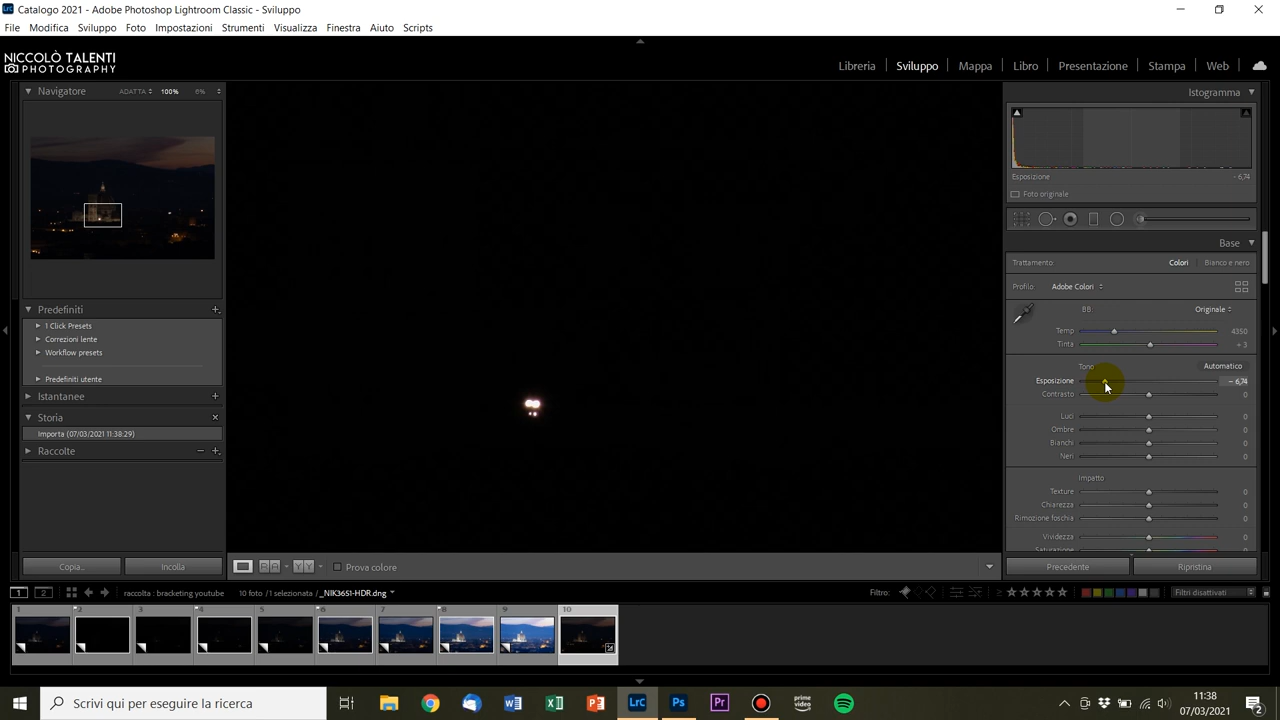 Catalogo 2021 - Adobe Photoshop Lightroom Classic - Sviluppo
File Modifica Sviluppo Foto Impostazioni Strumenti Visualizza Finestra Aiuto Scripts
NICCOLÒ TALENTI
PHOTOGRAPHY
Libreria Sviluppo Mappa Libro Presentazione Stampa Web
Navigatore ADATTA 100% 6%
Istogramma
Esposizione - 6,74
Foto originale
Base
Trattamento: Colori Bianco e nero
Profilo: Adobe Colori
BB: Originale
Temp 4350
Tinta + 3
Tono Automatico
Esposizione - 6,74
Contrasto 0
Luci 0
Ombre 0
Bianchi 0
Neri 0
Impatto
Texture 0
Chiarezza 0
Rimozione foschia 0
Vividezza 0
Saturazione 0
Predefiniti
1 Click Presets
Correzioni lente
Workflow presets
Predefiniti utente
Istantanee
Storia
Importa (07/03/2021 11:38:29)
Raccolte
Copia... Incolla
Prova colore
Precedente Ripristina
1 2 raccolta : bracketing youtube 10 foto /1 selezionata /_NIK3651-HDR.dng Filtro: Filtri disattivati
1 2 3 4 5 6 7 8 9 10
Scrivi qui per eseguire la ricerca
prime video
11:38
07/03/2021
2